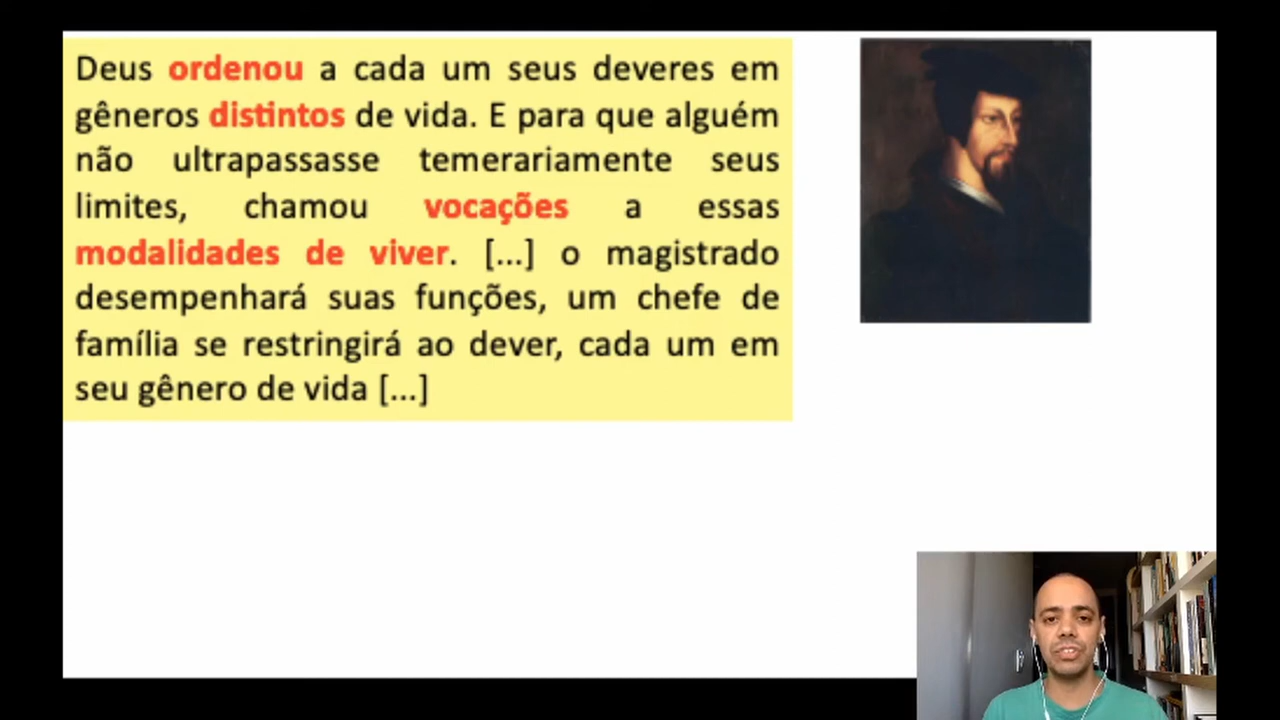 Deus ordenou a cada um seus deveres em
gêneros distintos de vida. E para que alguém
não ultrapassasse temerariamente seus
limites, chamou vocações a essas
modalidades de viver. [...] o magistrado
desempenhará suas funções, um chefe de
família se restringirá ao dever, cada um em
seu gênero de vida [...]